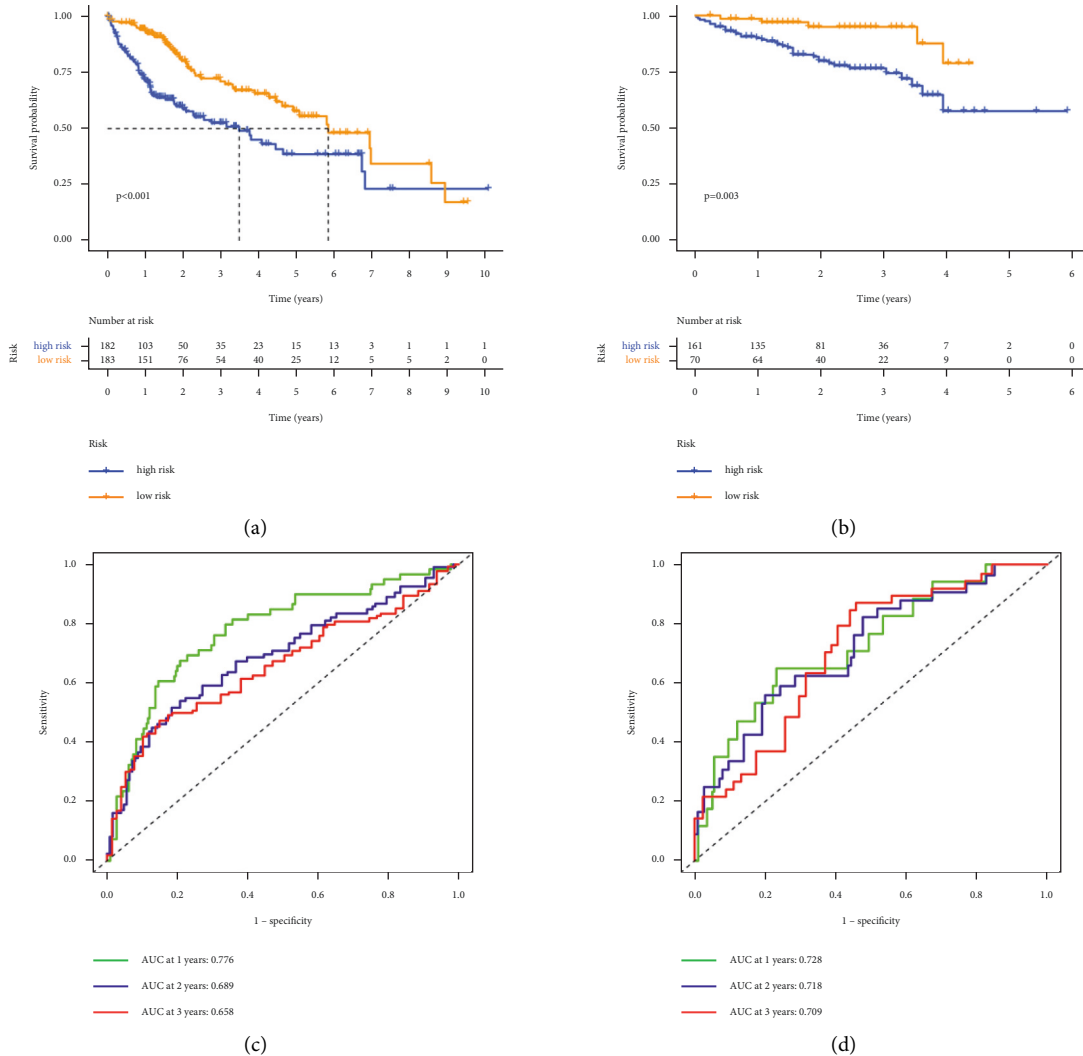 1.00
0.75
0.50
0.25
0.00
Survival probability
p<0.001
0 1 2 3 4 5 6 7 8 9 10
Time (years)
Number at risk
Risk
high risk 182 103 50 35 23 15 13 3 1 1 1
low risk 183 151 76 54 40 25 12 5 5 2 0
0 1 2 3 4 5 6 7 8 9 10
Time (years)
Risk
high risk
low risk
(a)
1.00
0.75
0.50
0.25
0.00
Survival probability
p=0.003
0 1 2 3 4 5 6
Time (years)
Number at risk
Risk
high risk 161 135 81 36 7 2 0
low risk 70 64 40 22 9 0 0
0 1 2 3 4 5 6
Time (years)
Risk
high risk
low risk
(b)
1.0
0.8
0.6
0.4
0.2
0.0
Sensitivity
0.0 0.2 0.4 0.6 0.8 1.0
1 – specificity
AUC at 1 years: 0.776
AUC at 2 years: 0.689
AUC at 3 years: 0.658
(c)
1.0
0.8
0.6
0.4
0.2
0.0
Sensitivity
0.0 0.2 0.4 0.6 0.8 1.0
1 – specificity
AUC at 1 years: 0.728
AUC at 2 years: 0.718
AUC at 3 years: 0.709
(d)